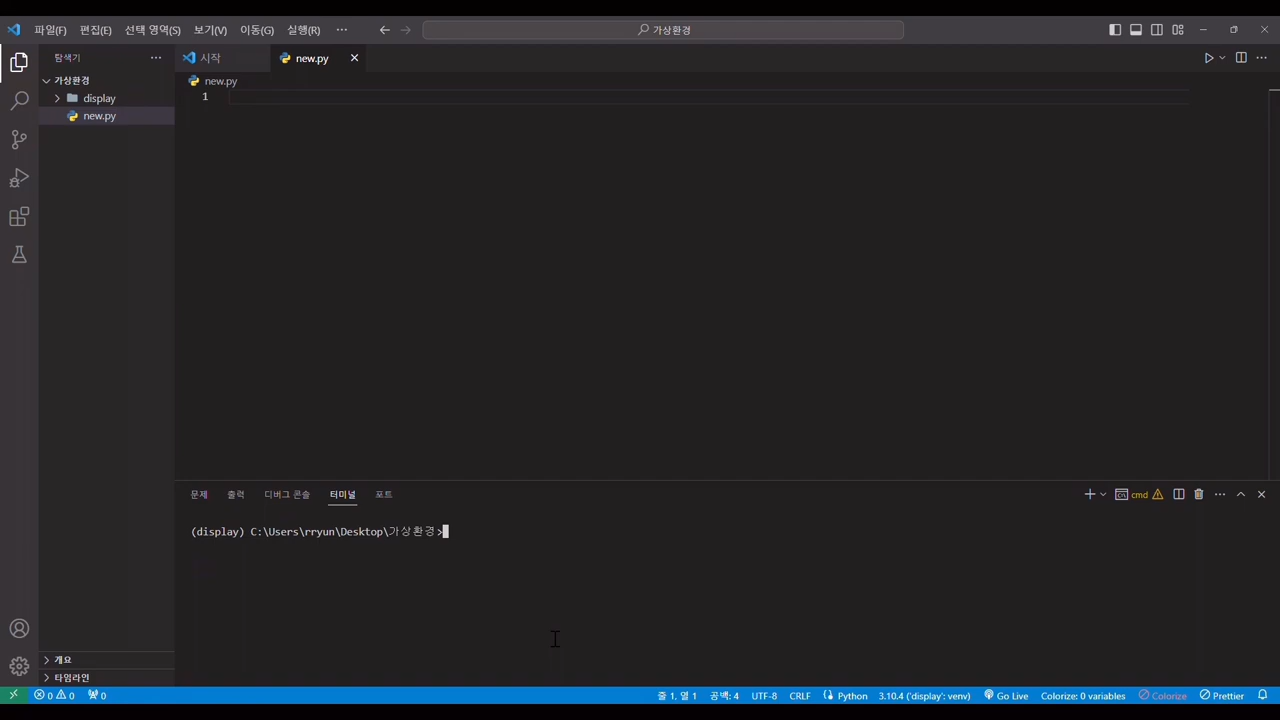 파일(F) 편집(E) 선택 영역(S) 보기(V) 이동(G) 실행(R) ··· 가상환경
탐색기 ···
시작 new.py
가상환경
display
new.py
new.py
1
문제 출력 디버그 콘솔 터미널 포트
cmd
(display) C:\Users\rryun\Desktop\가상환경>
개요
타임라인
0 0 0 줄 1, 열 1 공백: 4 UTF-8 CRLF Python 3.10.4 ('display': venv) Go Live Colorize: 0 variables Colorize Prettier